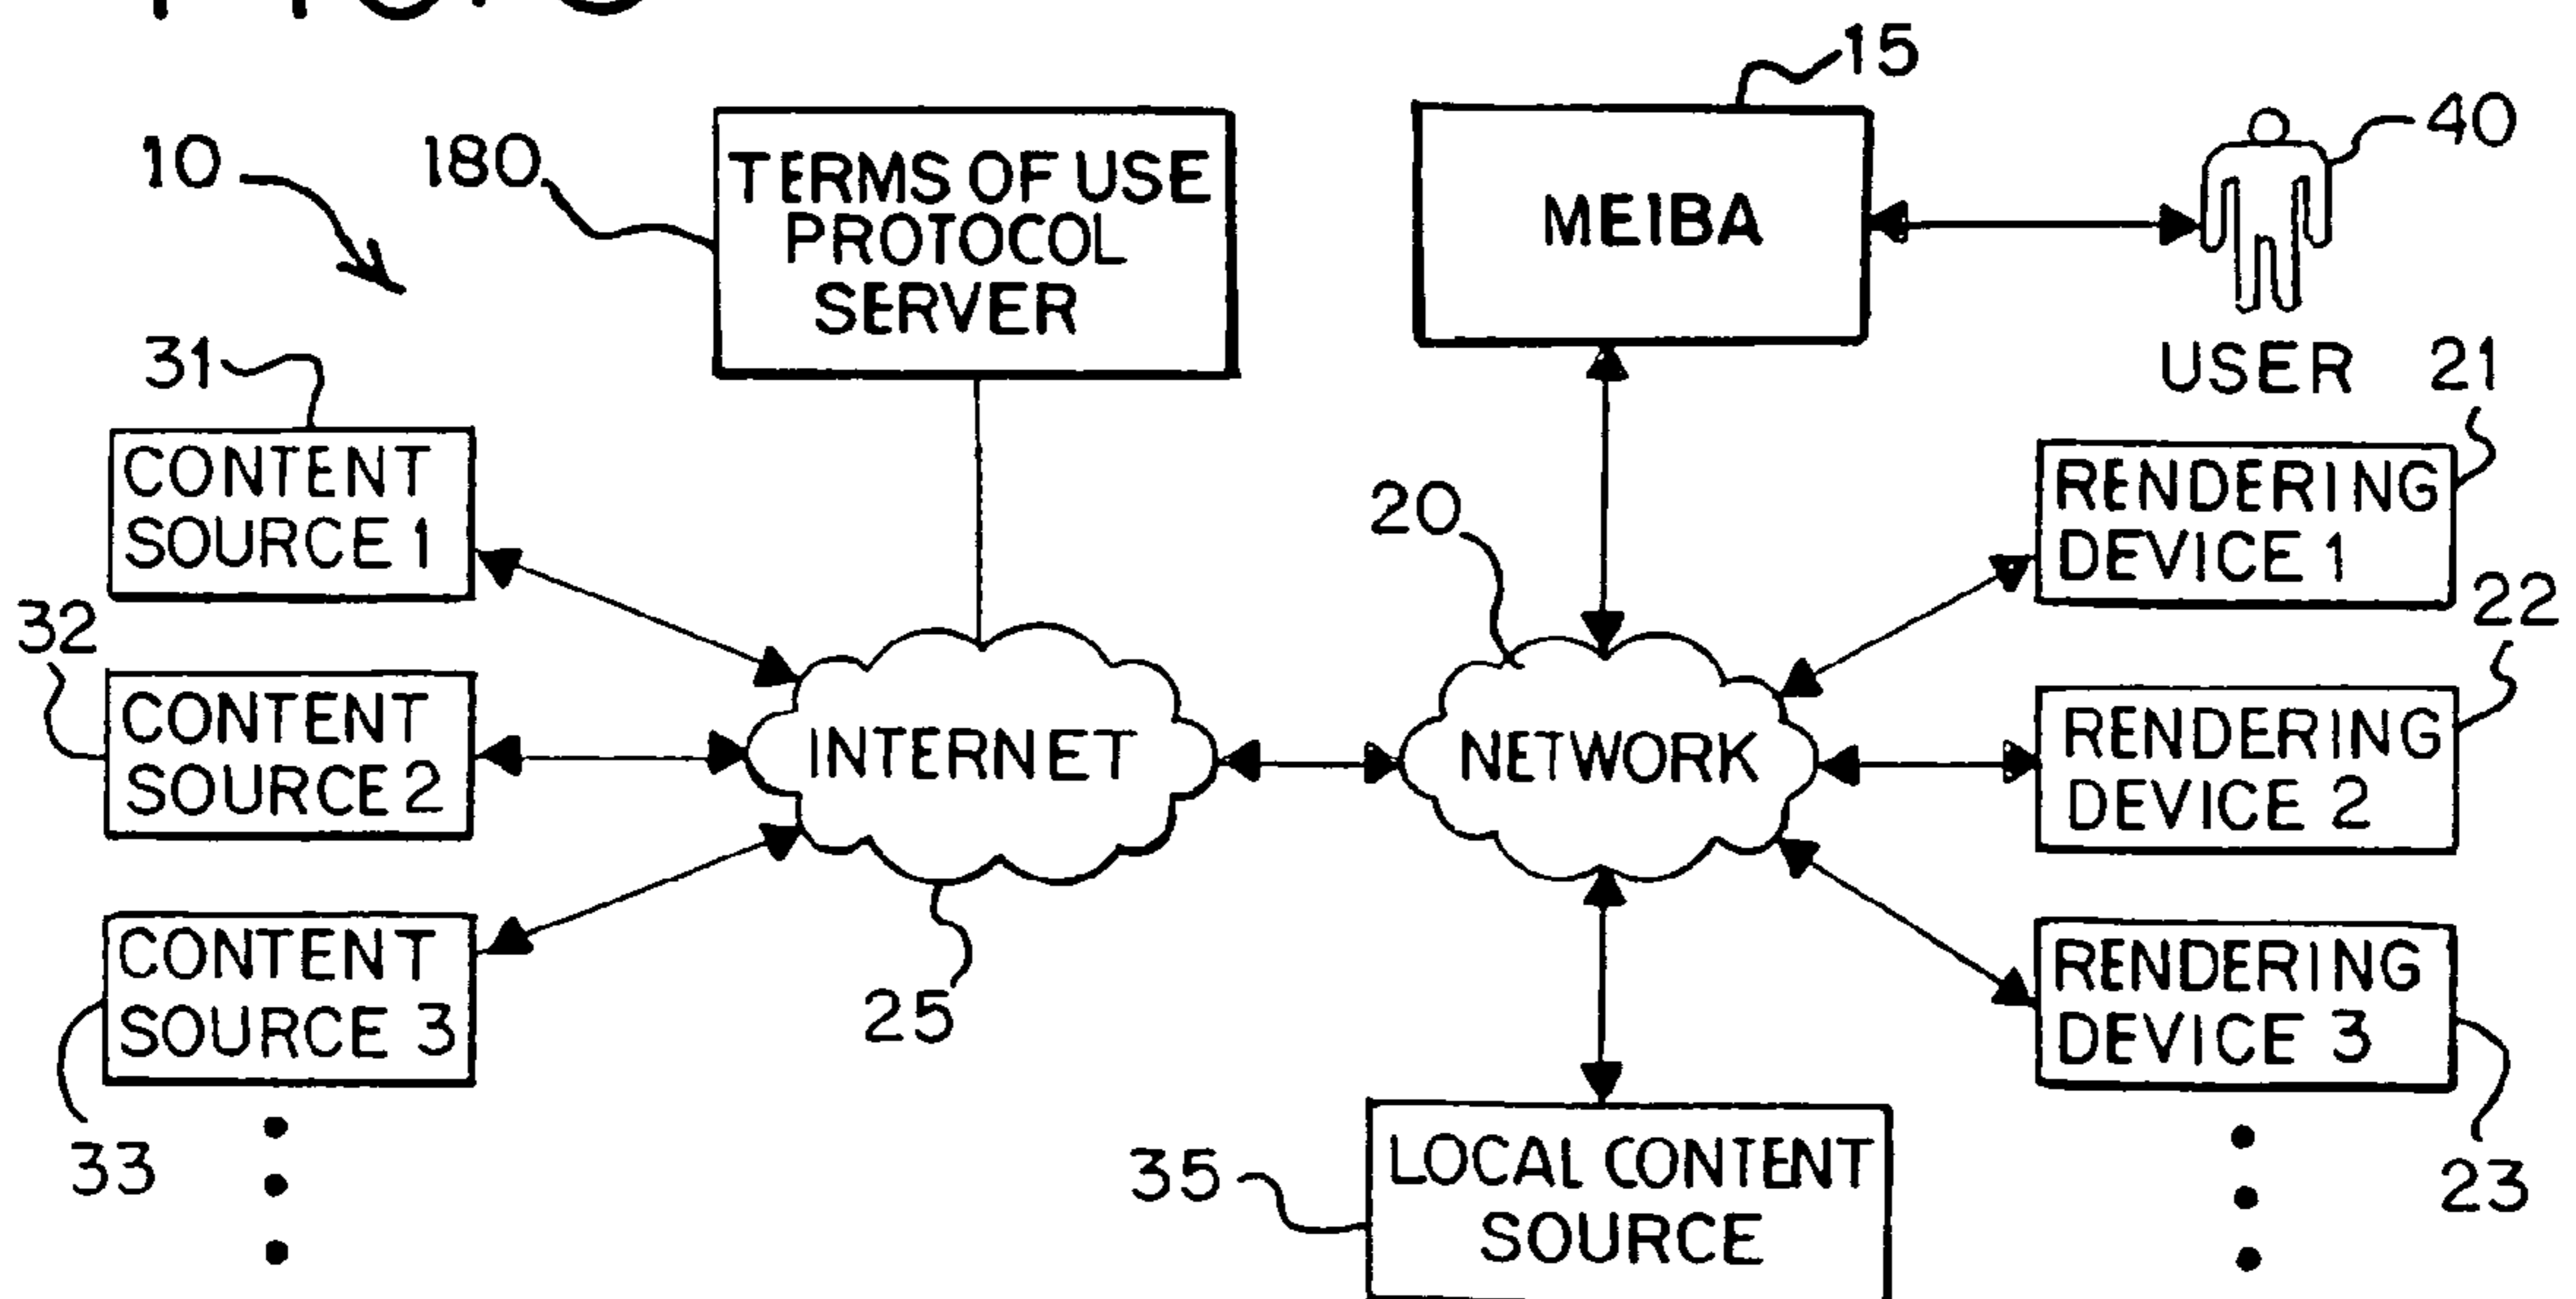 15
10
180
TERMS OF USE
PROTOCOL
SERVER
MEIBA
40
USER
21
31
CONTENT
SOURCE 1
RENDERING
DEVICE 1
20
32
CONTENT
SOURCE 2
INTERNET
NETWORK
22
RENDERING
DEVICE 2
CONTENT
SOURCE 3
33
25
RENDERING
DEVICE 3
23
35
LOCAL CONTENT
SOURCE